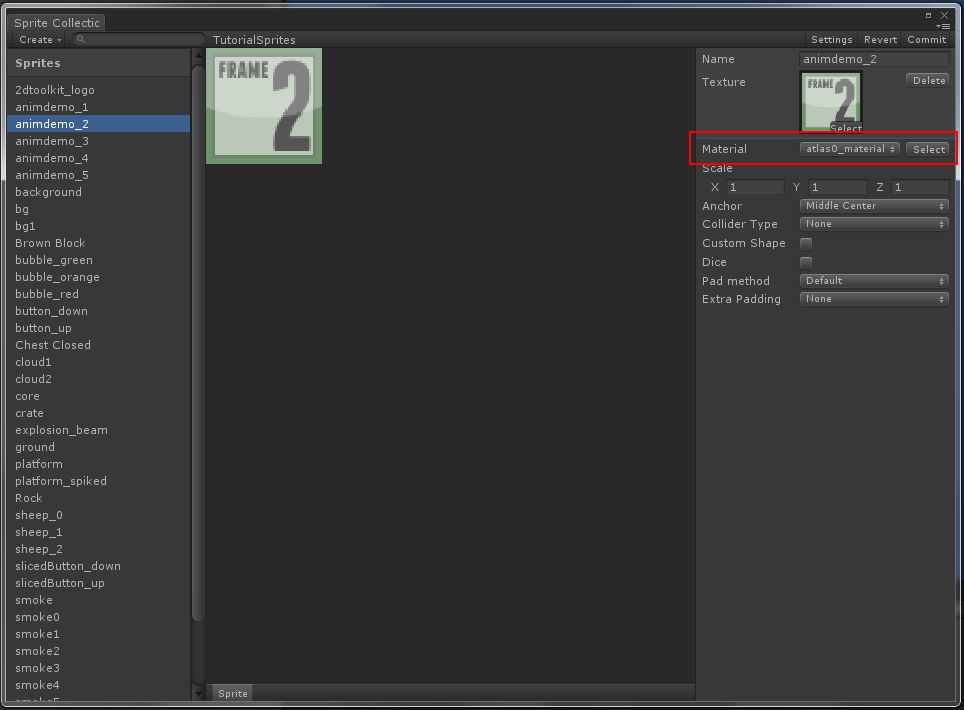 Sprite Collectic
Create
TutorialSprites
Settings Revert Commit
Sprites
2dtoolkit_logo
animdemo_1
animdemo_2
animdemo_3
animdemo_4
animdemo_5
background
bg
bg1
Brown Block
bubble_green
bubble_orange
bubble_red
button_down
button_up
Chest Closed
cloud1
cloud2
core
crate
explosion_beam
ground
platform
platform_spiked
Rock
sheep_0
sheep_1
sheep_2
slicedButton_down
slicedButton_up
smoke
smoke0
smoke1
smoke2
smoke3
smoke4
FRAME
2
Sprite
Name animdemo_2
Texture Delete
FRAME
2
Select
Material atlas0_material Select
Scale
X 1 Y 1 Z 1
Anchor Middle Center
Collider Type None
Custom Shape
Dice
Pad method Default
Extra Padding None